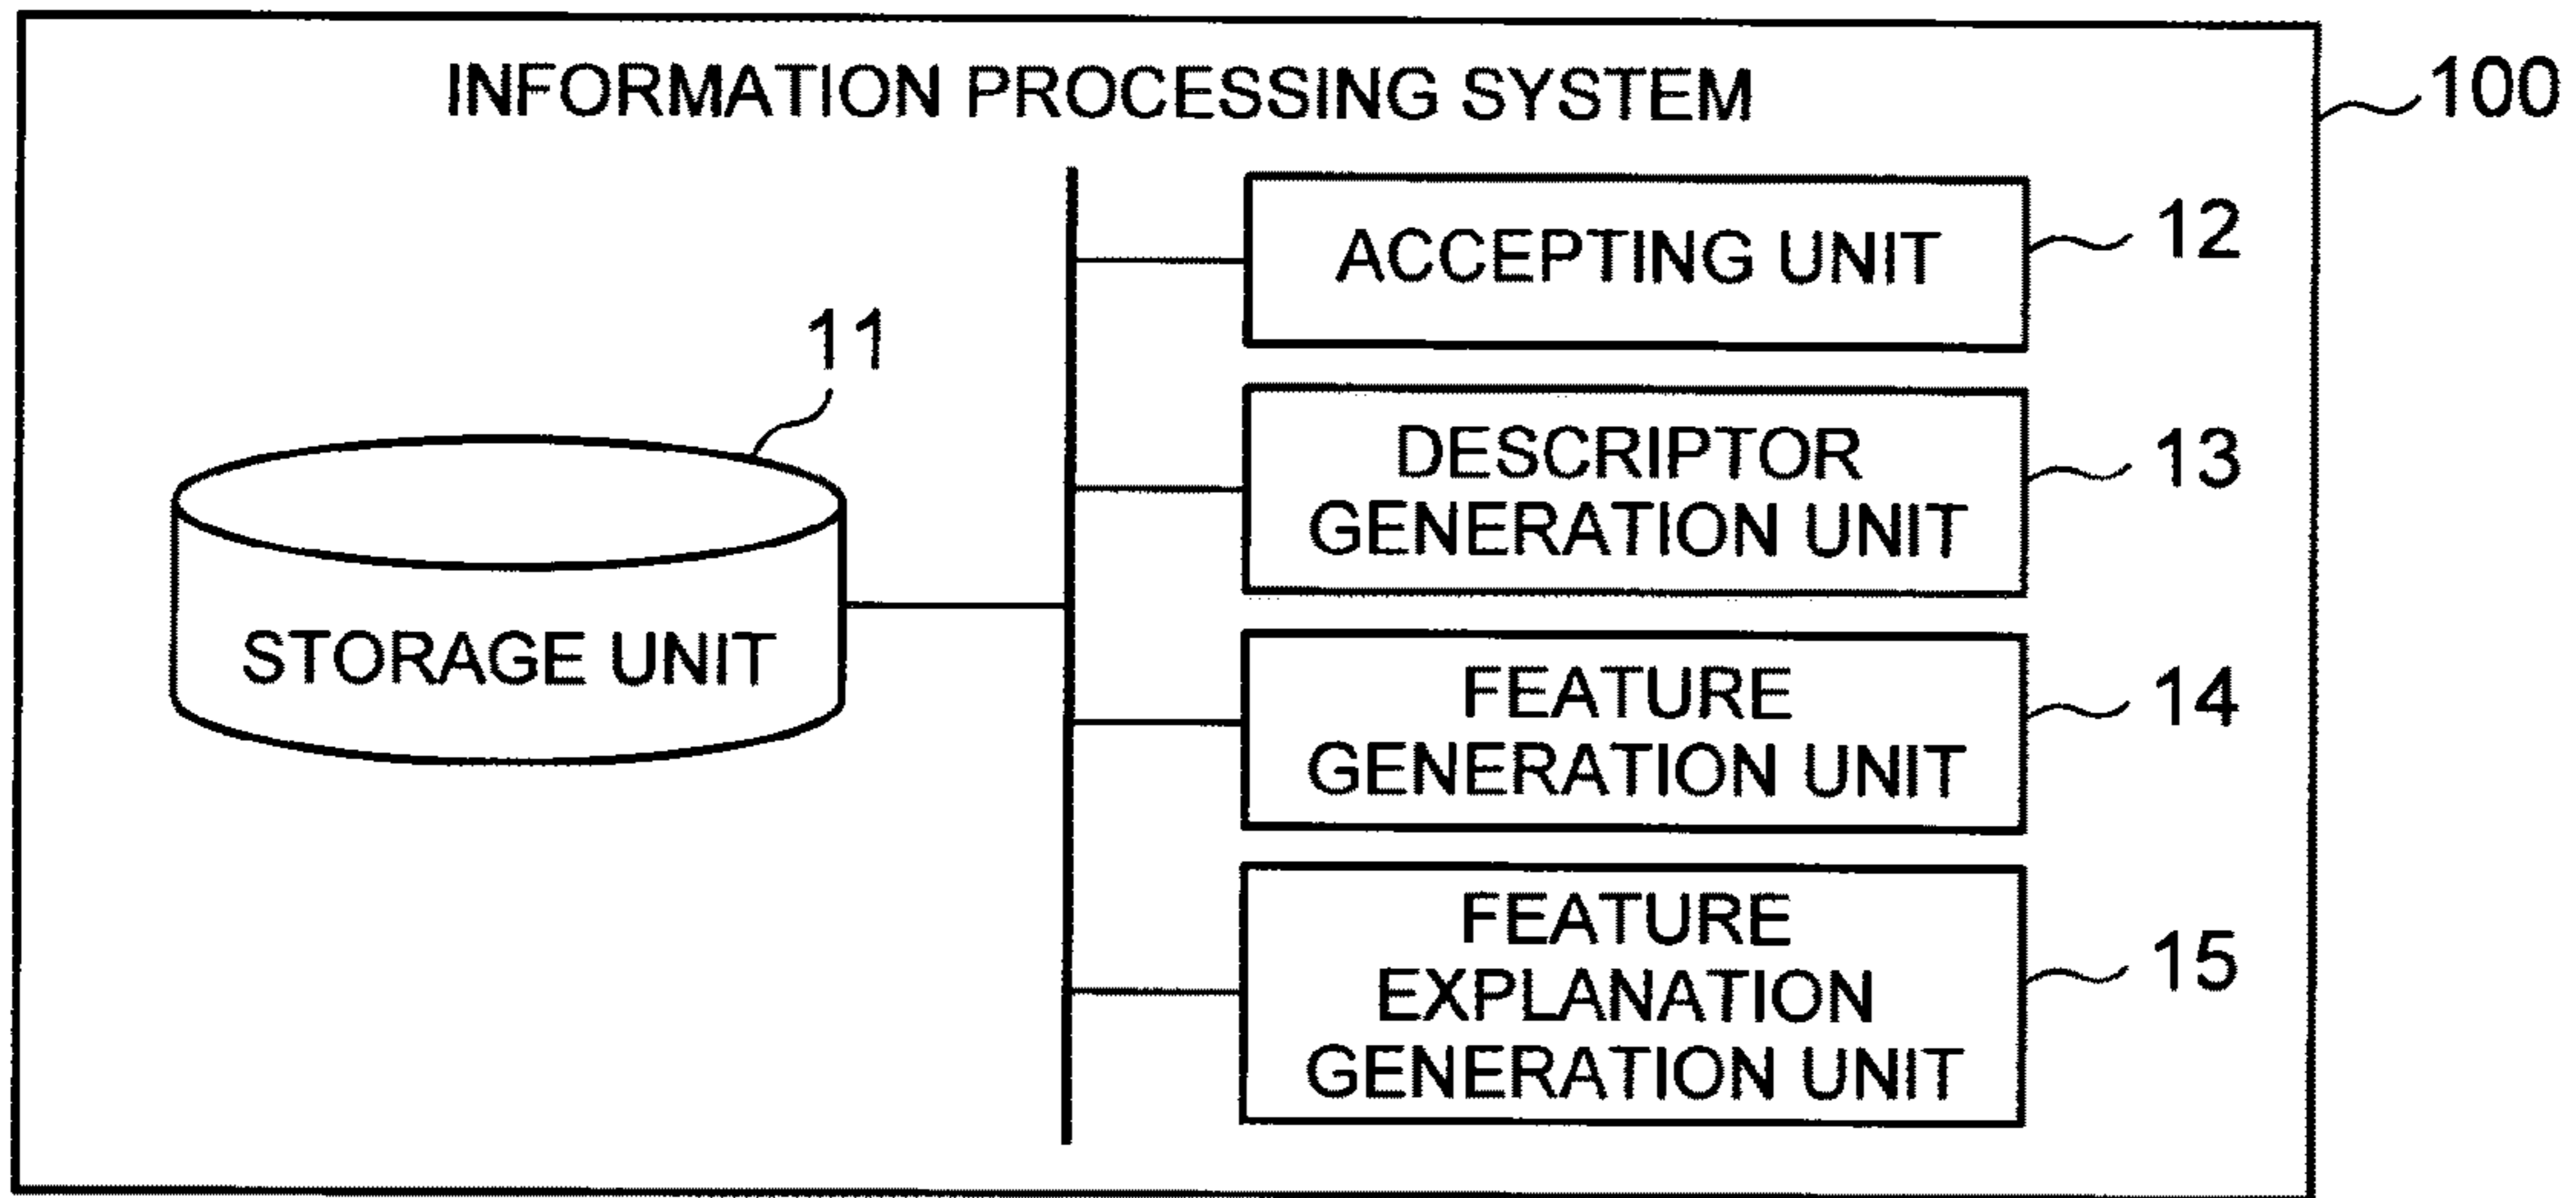 INFORMATION PROCESSING SYSTEM
100
ACCEPTING UNIT
12
11
DESCRIPTOR
GENERATION UNIT
13
STORAGE UNIT
FEATURE
GENERATION UNIT
14
FEATURE
EXPLANATION
GENERATION UNIT
15